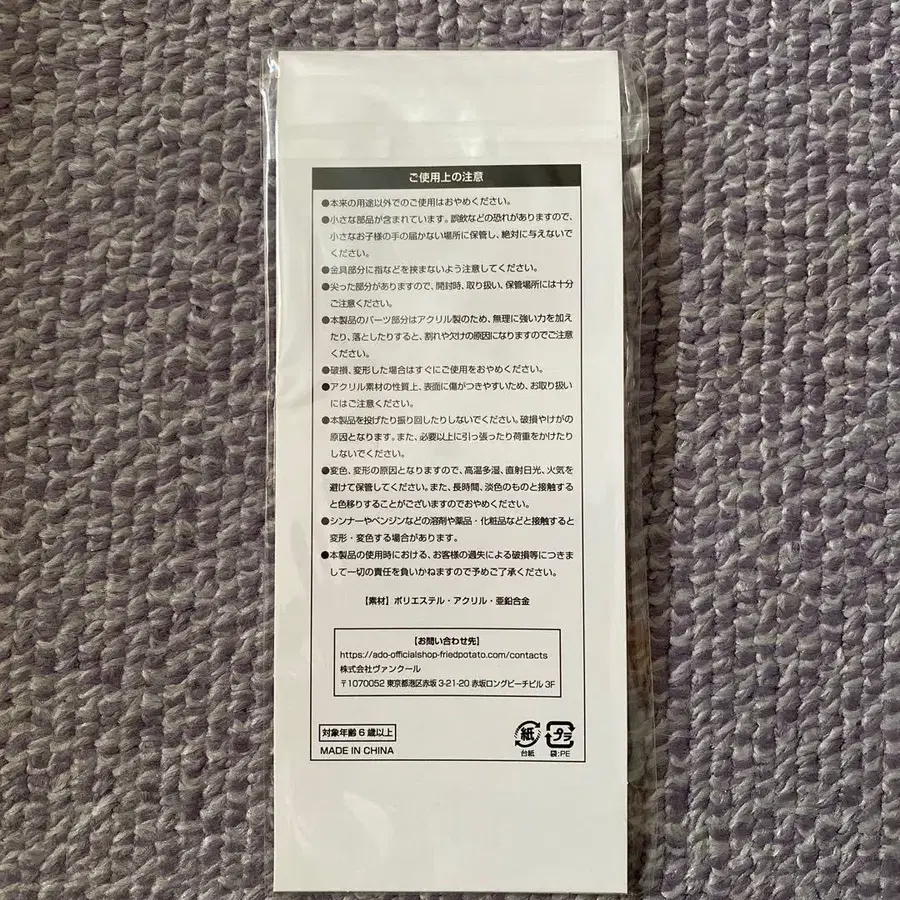 ご使用上の注意
●本来の用途以外でのご使用はおやめください。
●小さな部品が含まれています。誤飲などの恐れがありますので、
小さなお子様の手の届かない場所に保管し、絶対に与えないで
ください。
●金具部分に指などを挟まないよう注意してください。
●尖った部分がありますので、開封時、取り扱い、保管場所には十分
ご注意ください。
●本製品のパーツ部分はアクリル製のため、無理に強い力を加え
たり、落としたりすると、割れや欠けの原因になりますのでご注意
ください。
●破損、変形した場合はすぐにご使用をおやめください。
●アクリル素材の性質上、表面に傷がつきやすいため、お取り扱い
にはご注意ください。
●本製品を投げたり振り回したりしないでください。破損やけがの
原因となります。また、必要以上に引っ張ったり荷重をかけたり
しないでください。
●変色、変形の原因となりますので、高温多湿、直射日光、火気を
避けて保管してください。また、長時間、淡色のものと接触する
と色移りすることがございますのでおやめください。
●シンナーやベンジンなどの溶剤や薬品・化粧品などと接触すると
変形・変色する場合があります。
●本製品の使用時における、お客様の過失による破損等につきま
して一切の責任を負いかねますので予めご了承ください。
【素材】ポリエステル・アクリル・亜鉛合金
【お問い合わせ先】
https://ado-officialshop-friedpotato.com/contacts
株式会社ヴァンクール
〒1070052 東京都港区赤坂 3-21-20 赤坂ロングビーチビル 3F
対象年齢 6 歳以上
MADE IN CHINA
紙 プラ
台紙 袋:PE